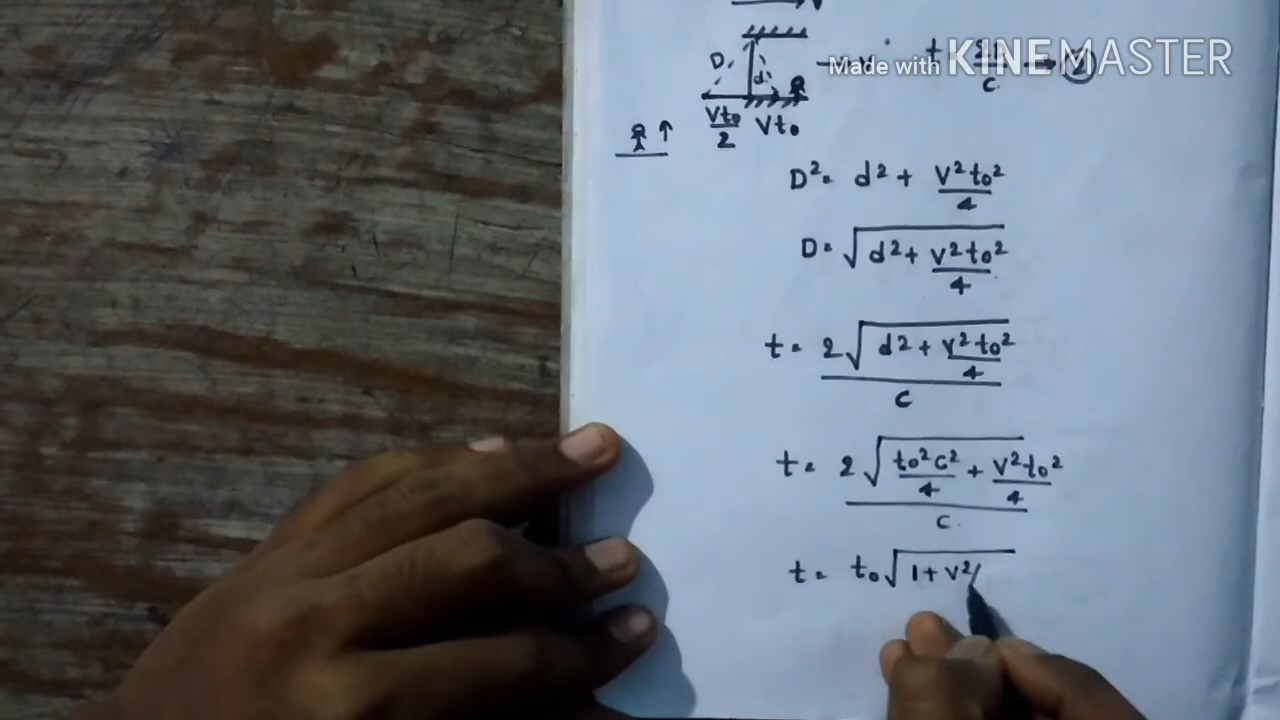 Made with KINEMASTER
D d
Vt₀/2 Vt₀
D² = d² + V²t₀²/4
D = √(d² + V²t₀²/4)
t = 2√(d² + V²t₀²/4)/c
t = 2√(t₀²c²/4 + V²t₀²/4)/c
t = t₀√(1 + V²/